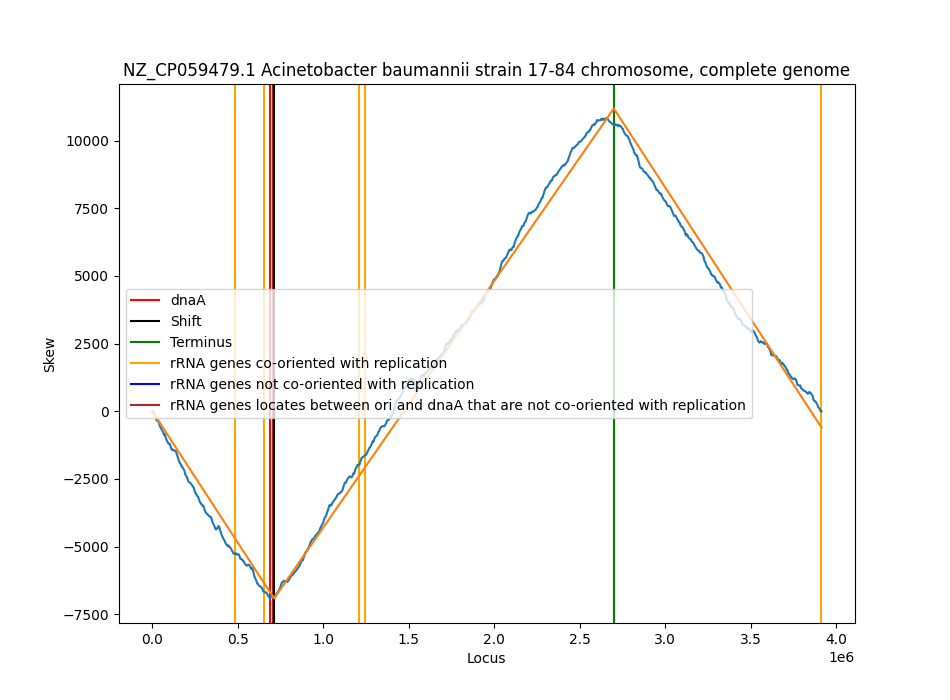 NZ_CP059479.1 Acinetobacter baumannii strain 17-84 chromosome, complete genome
10000
7500
5000
2500
0
−2500
−5000
−7500
Skew
dnaA
Shift
Terminus
rRNA genes co-oriented with replication
rRNA genes not co-oriented with replication
rRNA genes locates between ori and dnaA that are not co-oriented with replication
0.0 0.5 1.0 1.5 2.0 2.5 3.0 3.5 4.0
1e6
Locus